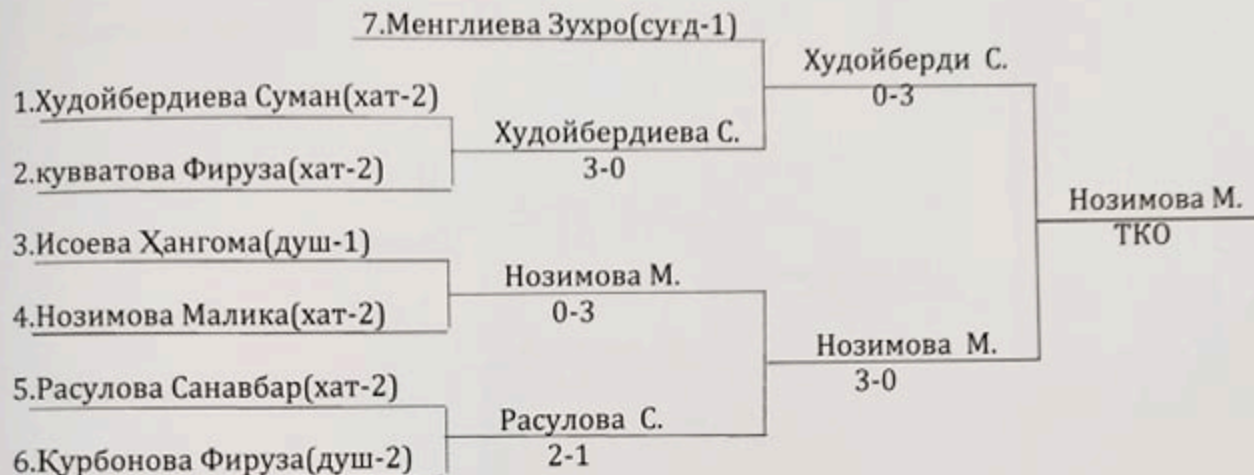 7.Менглиева Зухро(суғд-1)
Худойберди С.
0-3
1.Худойбердиева Суман(хат-2)
Худойбердиева С.
3-0
2.кувватова Фируза(хат-2)
Нозимова М.
ТКО
3.Исоева Ҳангома(душ-1)
Нозимова М.
0-3
4.Нозимова Малика(хат-2)
Нозимова М.
3-0
5.Расулова Санавбар(хат-2)
Расулова С.
2-1
6.Қурбонова Фируза(душ-2)